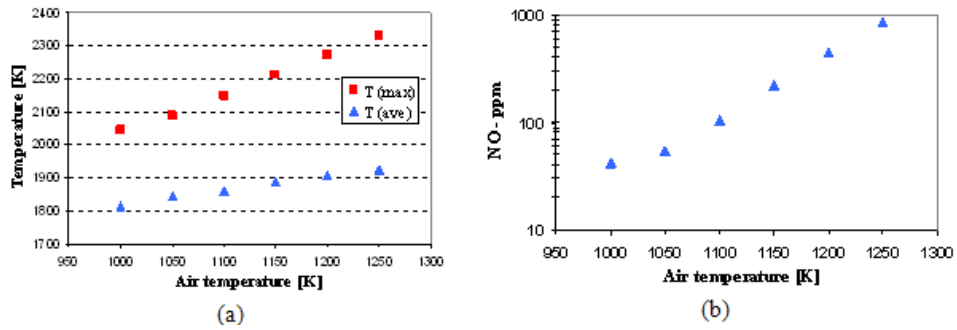 2400
2300
2200
2100
2000
1900
1800
1700
Temperature [K]
T (max)
T (ave)
950 1000 1050 1100 1150 1200 1250 1300
Air temperature [K]
(a)
1000
100
10
NO - ppm
950 1000 1050 1100 1150 1200 1250 1300
Air temperature [K]
(b)